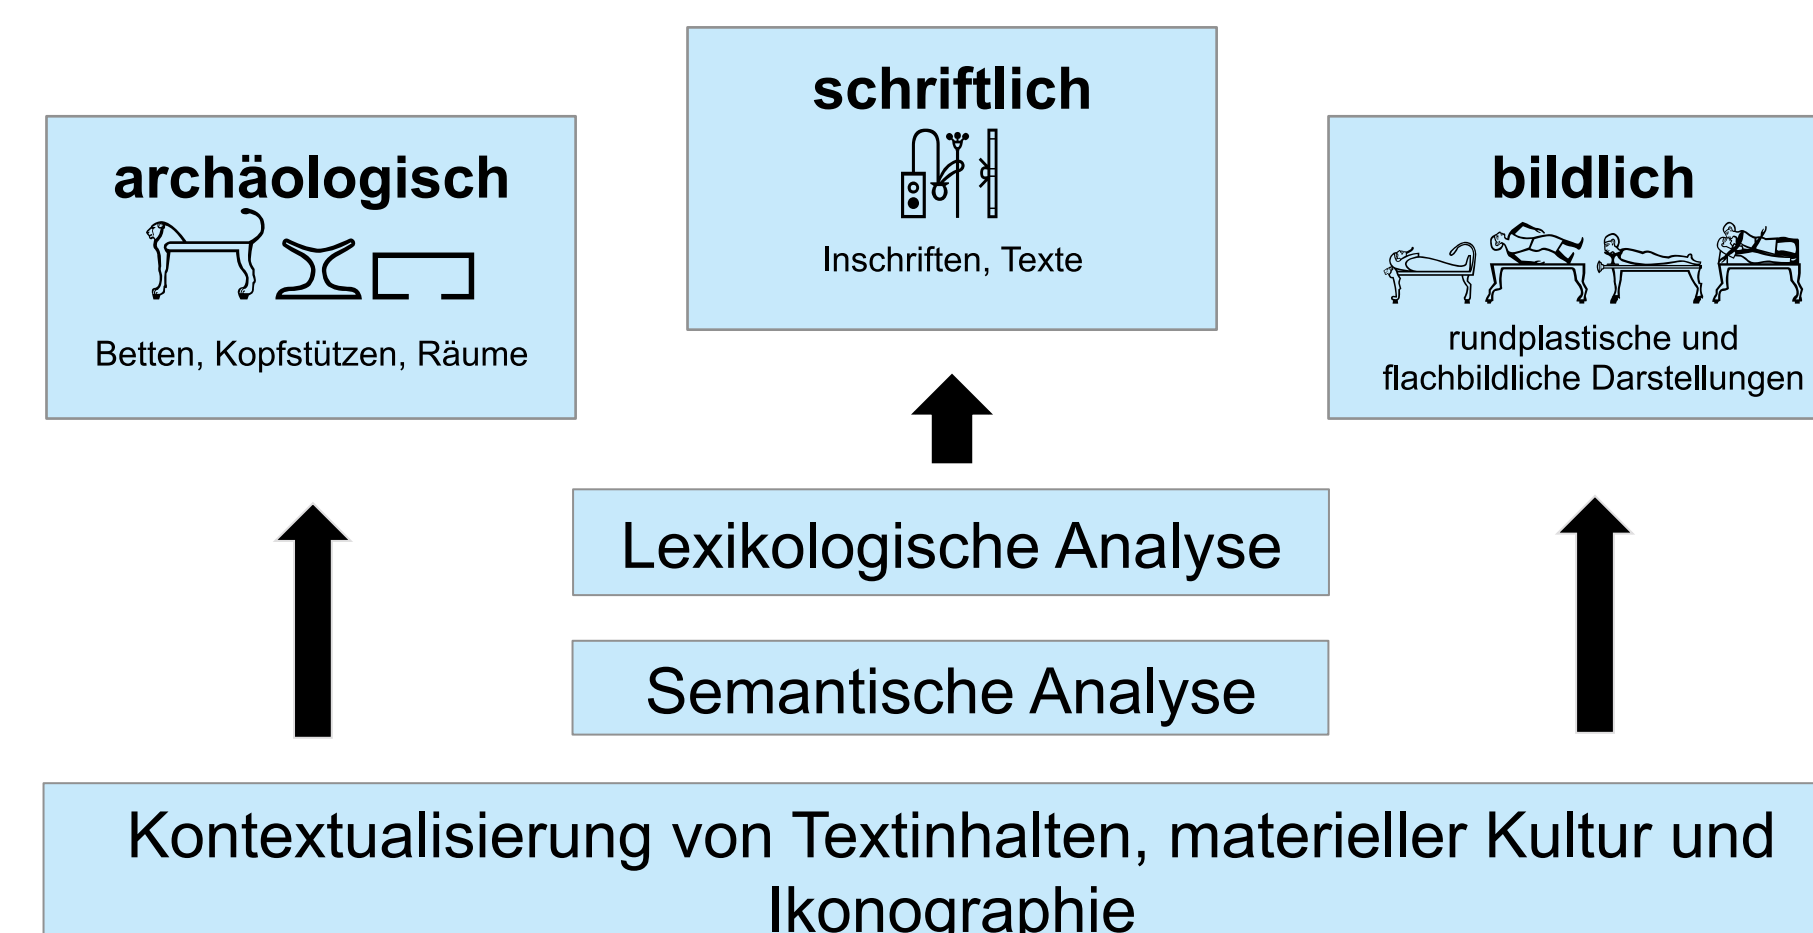 archäologisch
Betten, Kopfstützen, Räume
schriftlich
Inschriften, Texte
bildlich
rundplastische und
flachbildliche Darstellungen
Lexikologische Analyse
Semantische Analyse
Kontextualisierung von Textinhalten, materieller Kultur und
Ikonographie